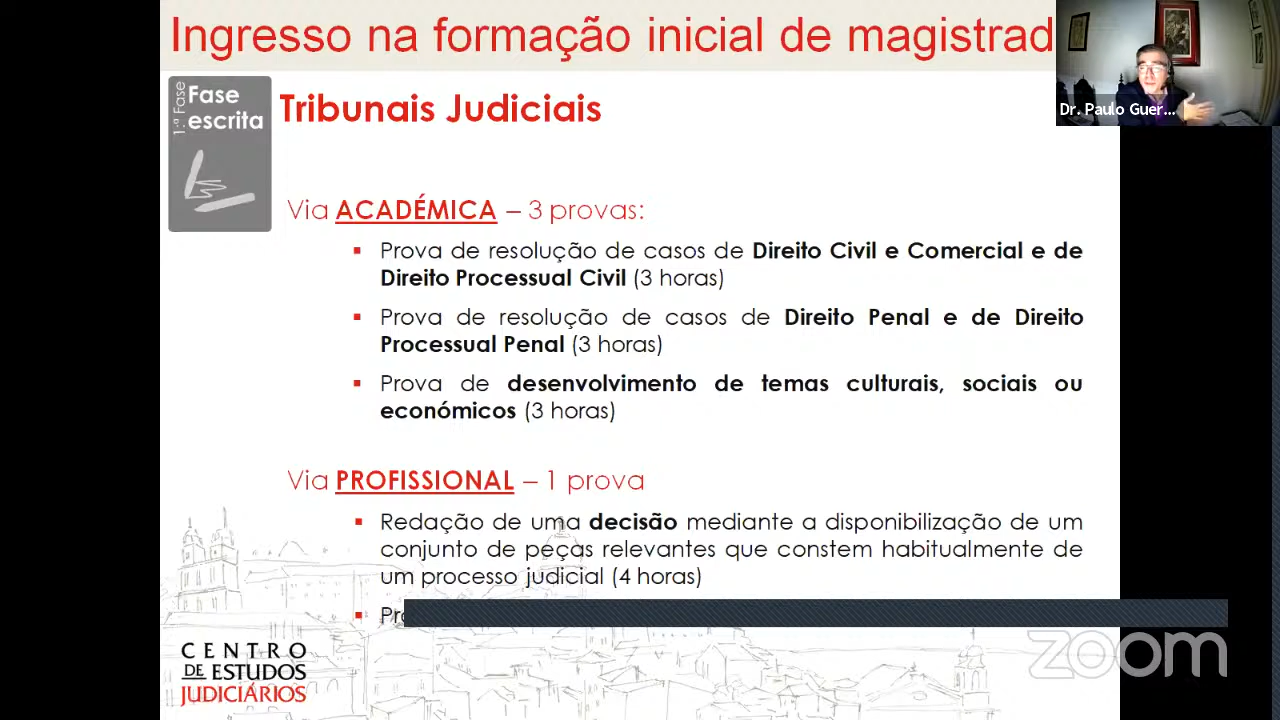 Ingresso na formação inicial de magistrad
1.ª Fase
Fase
escrita
Tribunais Judiciais
Dr. Paulo Guer...
Via ACADÉMICA – 3 provas:
▪ Prova de resolução de casos de Direito Civil e Comercial e de
Direito Processual Civil (3 horas)
▪ Prova de resolução de casos de Direito Penal e de Direito
Processual Penal (3 horas)
▪ Prova de desenvolvimento de temas culturais, sociais ou
económicos (3 horas)
Via PROFISSIONAL – 1 prova
▪ Redação de uma decisão mediante a disponibilização de um
conjunto de peças relevantes que constem habitualmente de
um processo judicial (4 horas)
CENTRO
DE ESTUDOS
JUDICIÁRIOS
zoom